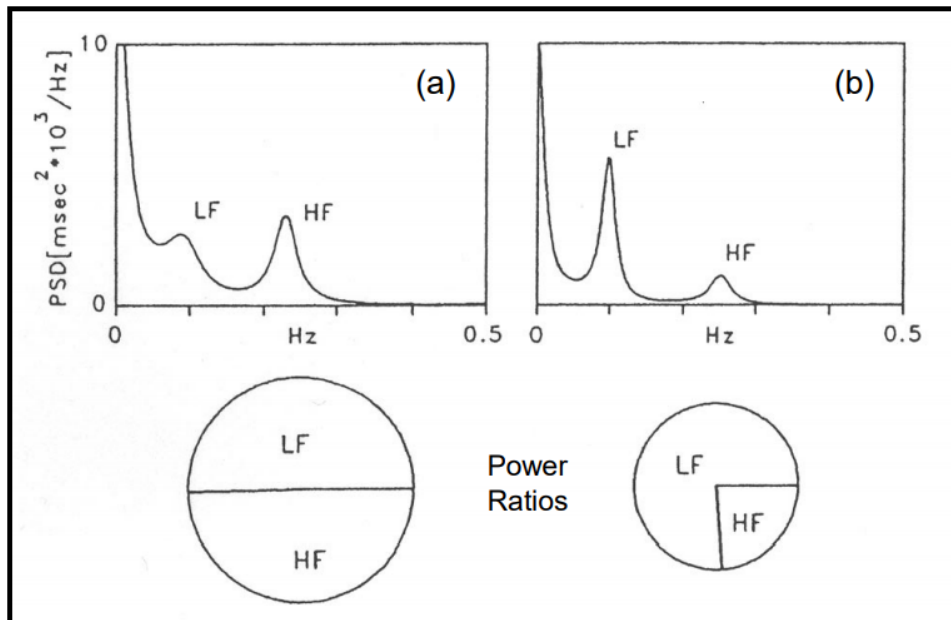 10
(a)
PSD[msec²*10³/Hz]
LF
HF
0
0
Hz
0.5
(b)
LF
HF
0
Hz
0.5
LF
HF
Power
Ratios
LF
HF